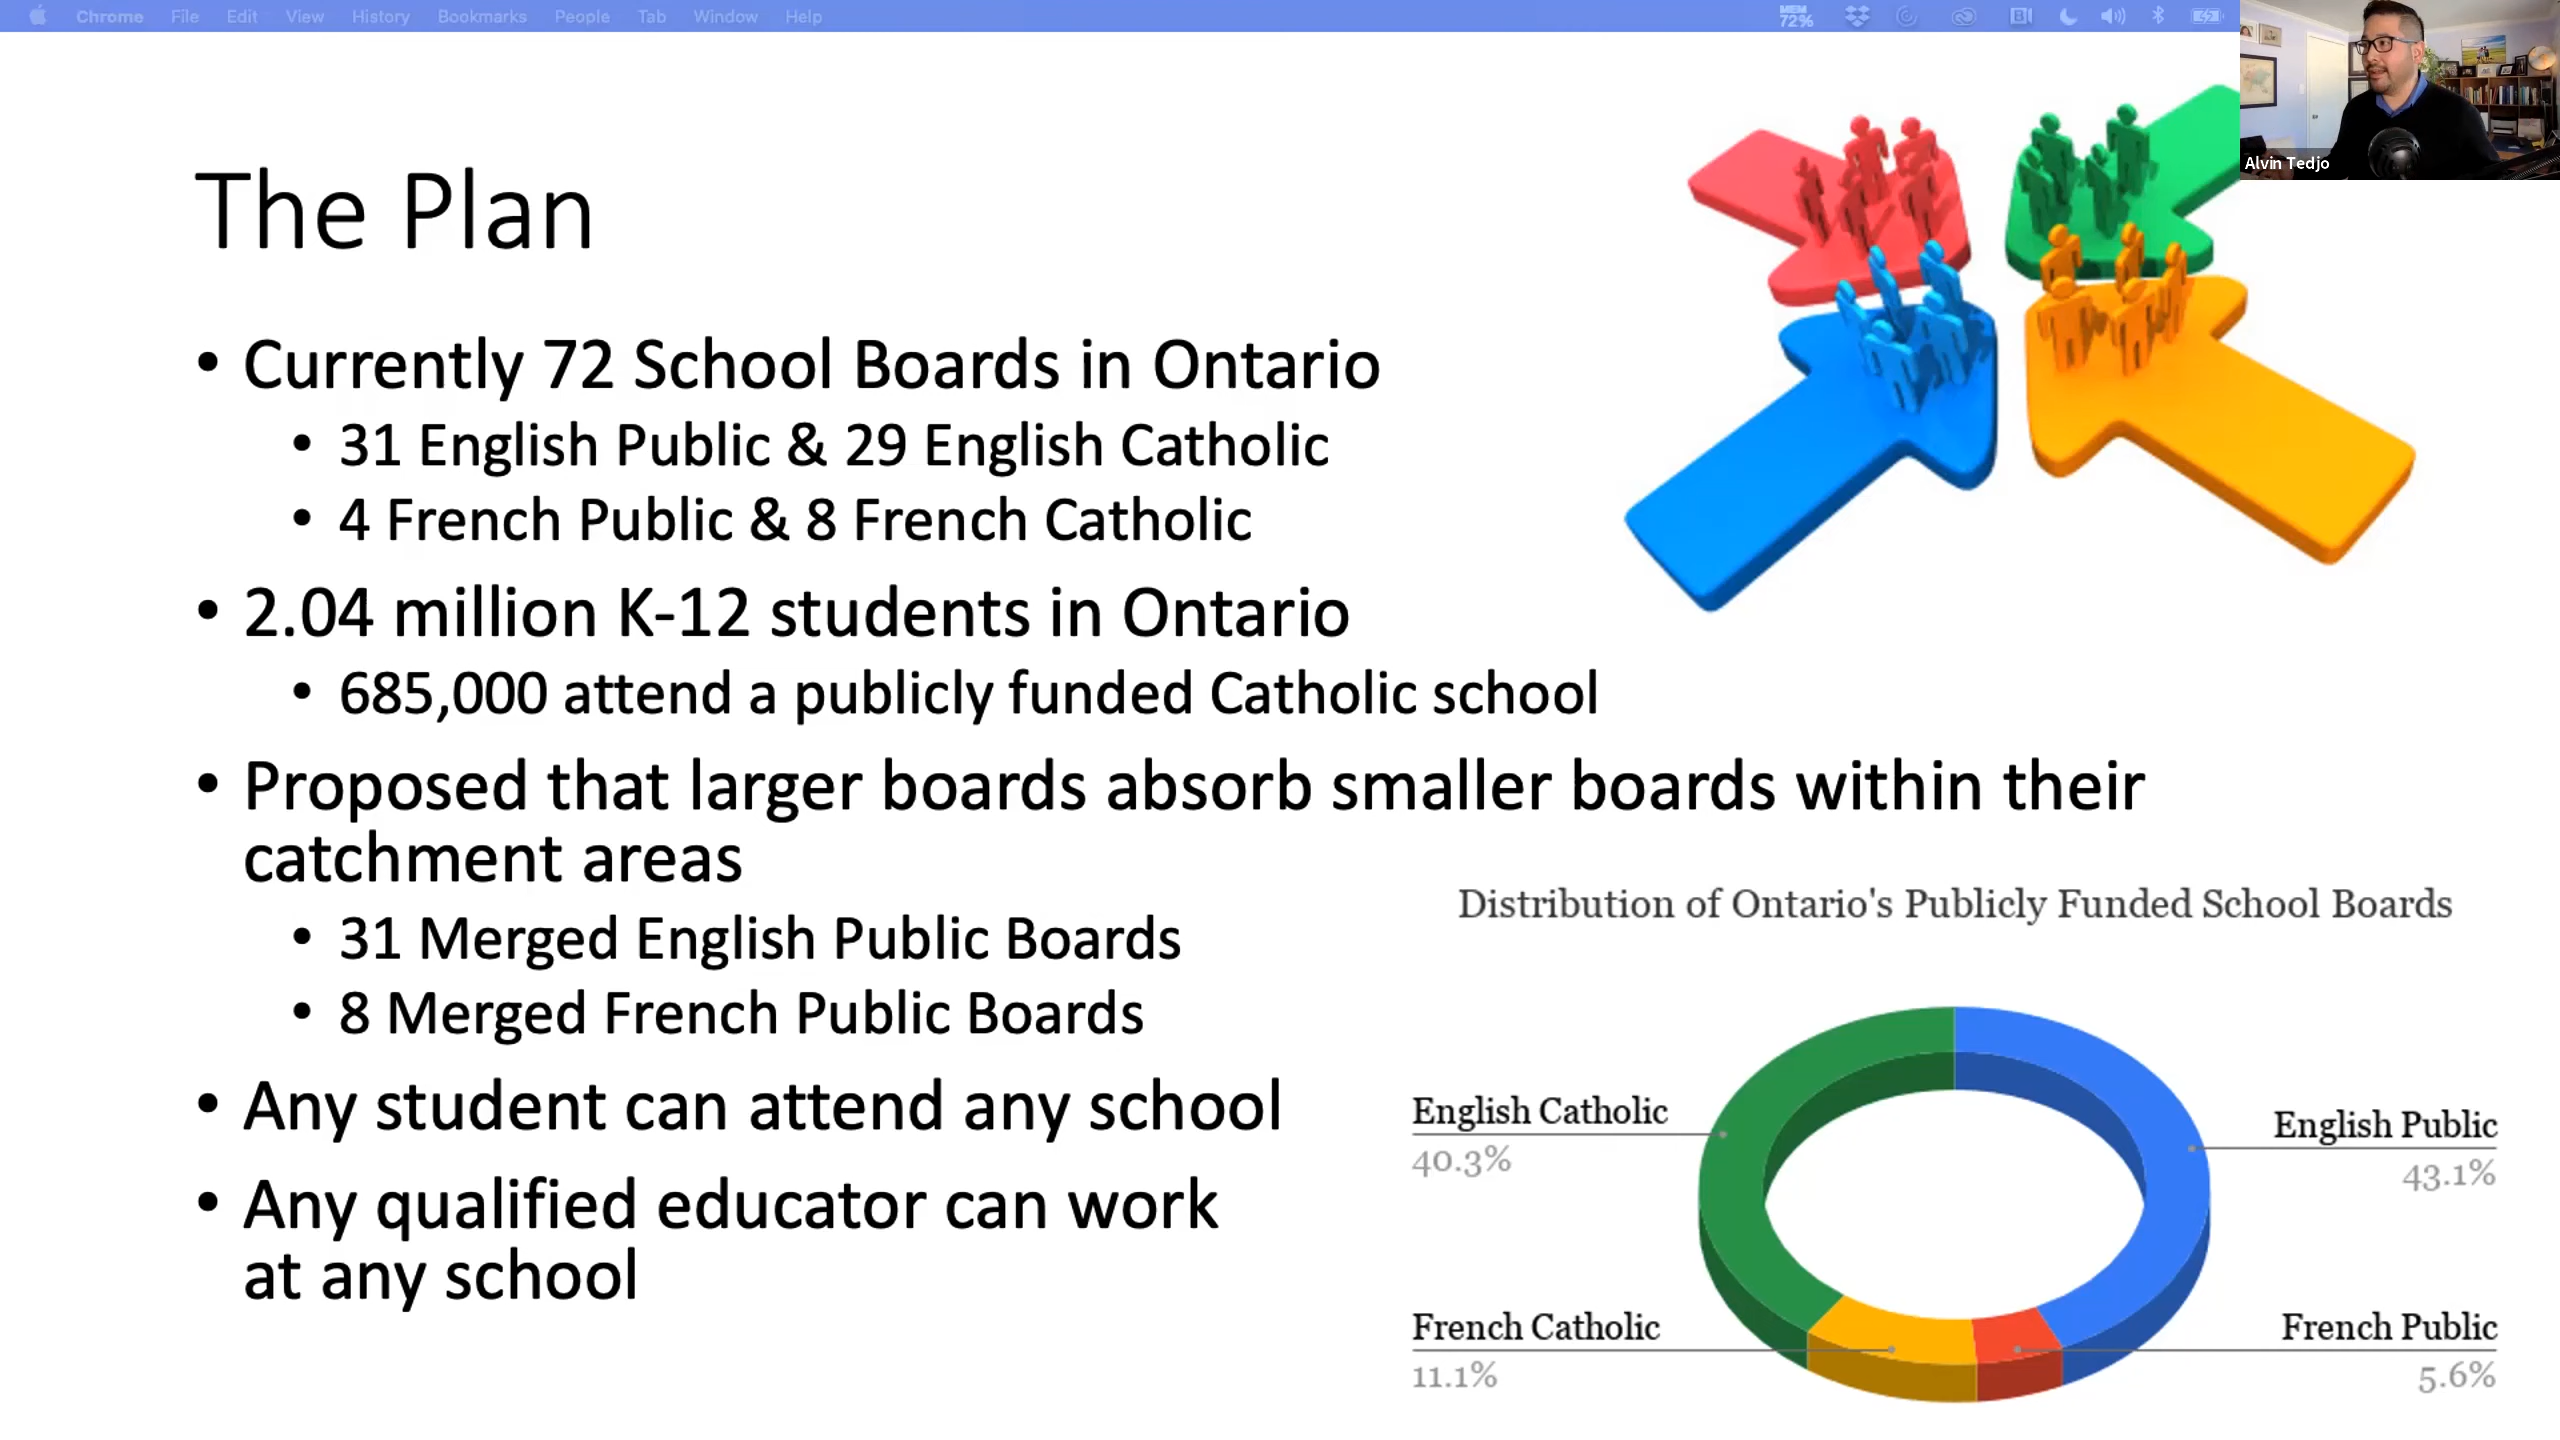 Chrome File Edit View History Bookmarks People Tab Window Help
MEM
72%
Alvin Tedjo
The Plan
• Currently 72 School Boards in Ontario
• 31 English Public & 29 English Catholic
• 4 French Public & 8 French Catholic
• 2.04 million K-12 students in Ontario
• 685,000 attend a publicly funded Catholic school
• Proposed that larger boards absorb smaller boards within their
catchment areas
• 31 Merged English Public Boards
• 8 Merged French Public Boards
• Any student can attend any school
• Any qualified educator can work
at any school
Distribution of Ontario's Publicly Funded School Boards
English Catholic
40.3%
English Public
43.1%
French Catholic
11.1%
French Public
5.6%